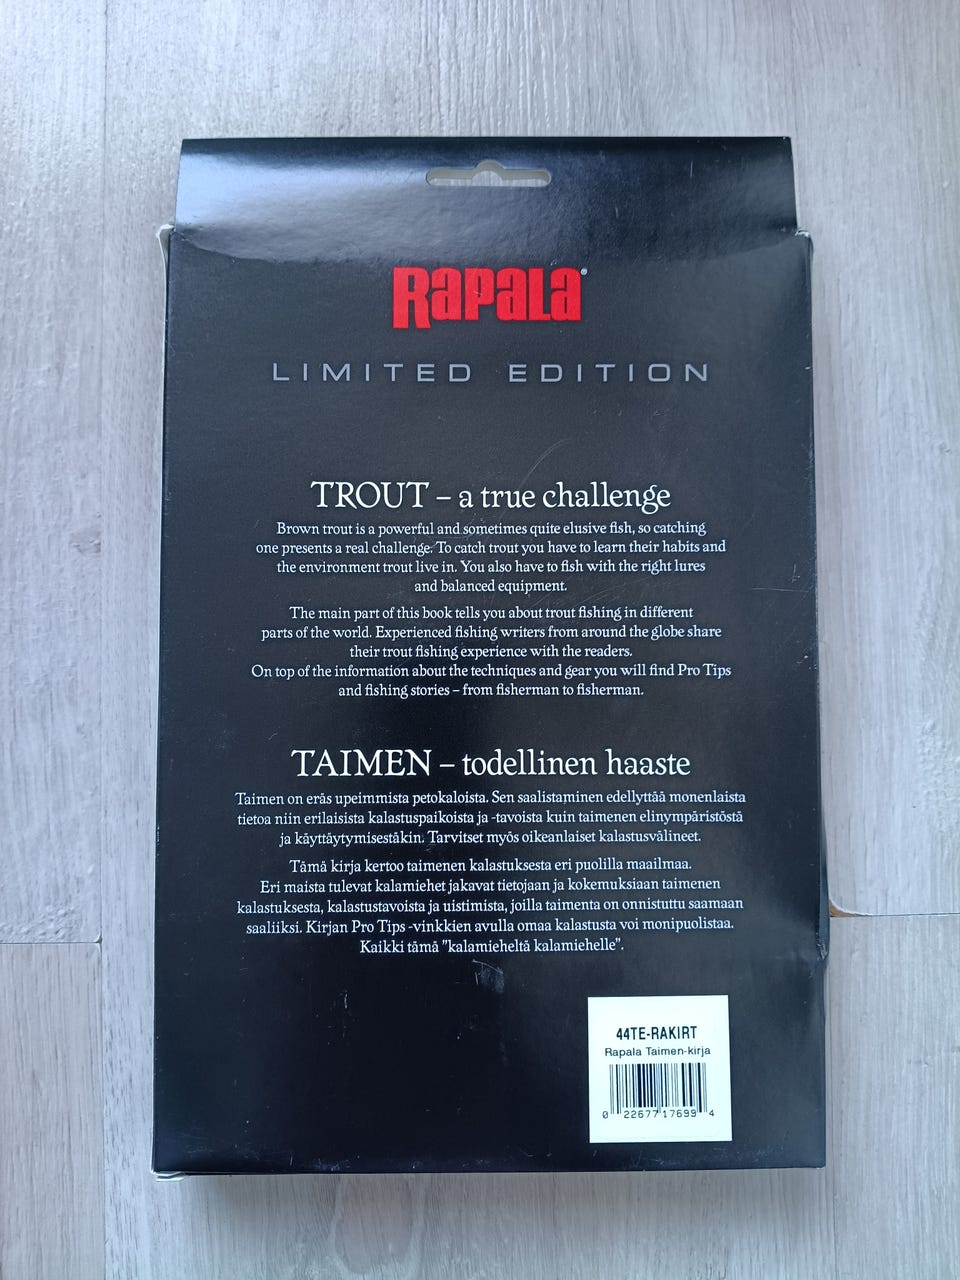 Rapala®
LIMITED EDITION
TROUT – a true challenge
Brown trout is a powerful and sometimes quite elusive fish, so catching
one presents a real challenge. To catch trout you have to learn their habits and
the environment trout live in. You also have to fish with the right lures
and balanced equipment.
The main part of this book tells you about trout fishing in different
parts of the world. Experienced fishing writers from around the globe share
their trout fishing experience with the readers.
On top of the information about the techniques and gear you will find Pro Tips
and fishing stories – from fisherman to fisherman.
TAIMEN – todellinen haaste
Taimen on eräs upeimmista petokaloista. Sen saalistaminen edellyttää monenlaista
tietoa niin erilaisista kalastuspaikoista ja -tavoista kuin taimenen elinympäristöstä
ja käyttäytymisestäkin. Tarvitset myös oikeanlaiset kalastusvälineet.
Tämä kirja kertoo taimenen kalastuksesta eri puolilla maailmaa.
Eri maista tulevat kalamiehet jakavat tietojaan ja kokemuksiaan taimenen
kalastuksesta, kalastustavoista ja uistimista, joilla taimenta on onnistuttu saamaan
saaliiksi. Kirjan Pro Tips -vinkkien avulla omaa kalastusta voi monipuolistaa.
Kaikki tämä ”kalamieheltä kalamiehelle”.
44TE-RAKIRT
Rapala Taimen-kirja
0 22677 17699 4